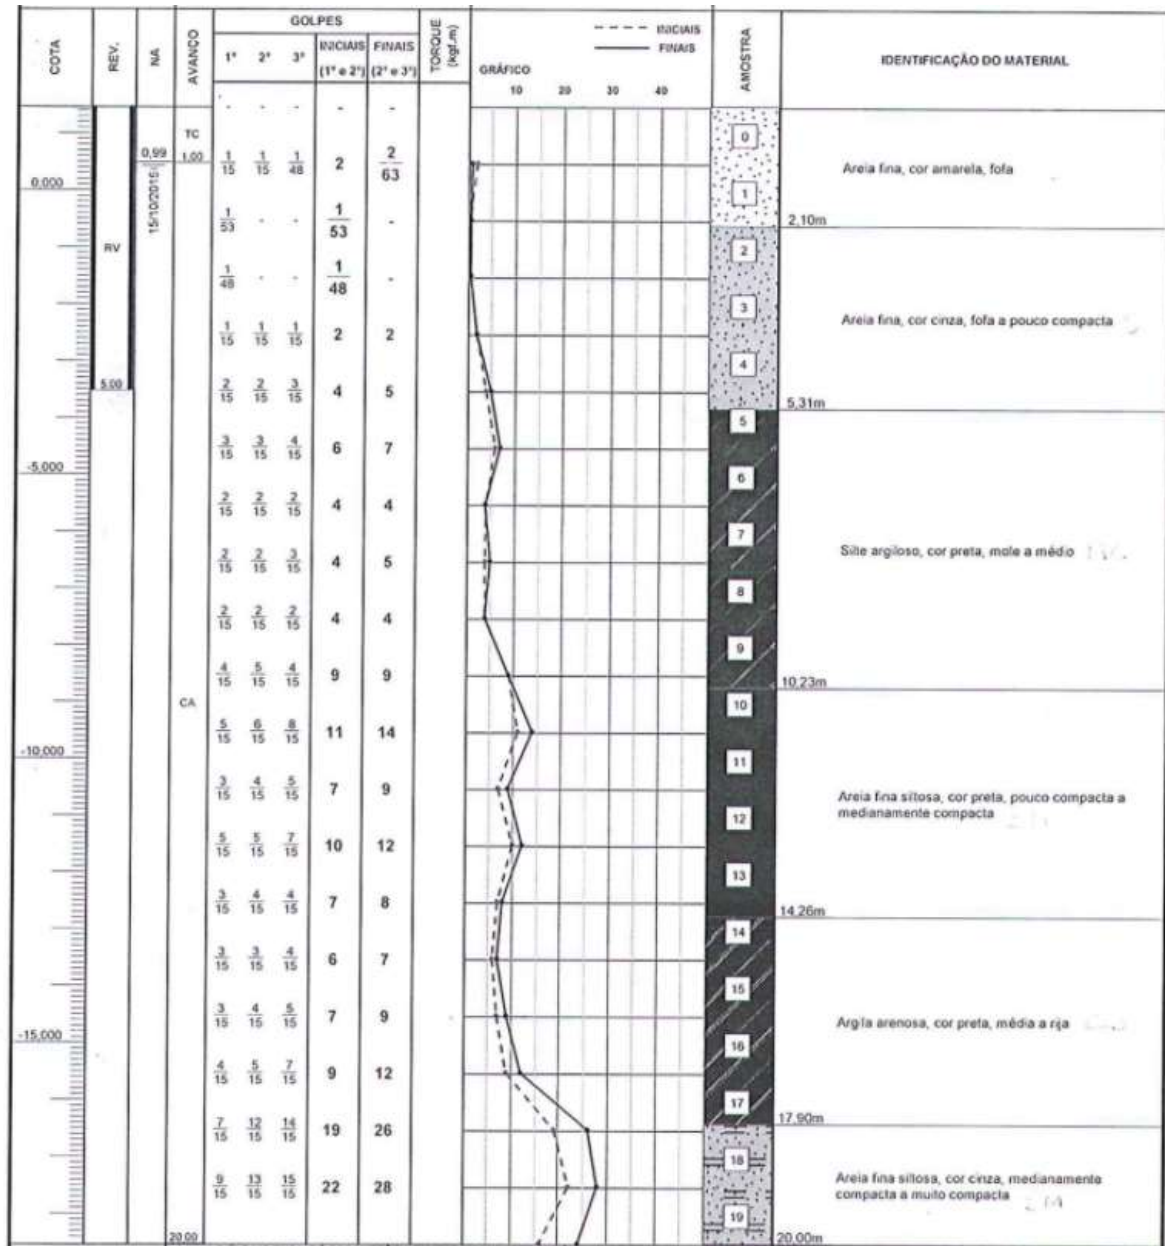 COTA
REV.
NA
AVANÇO
GOLPES
1° 2° 3°
INICIAIS (1° e 2°)
FINAIS (2° e 3°)
TORQUE (kgf.m)
GRÁFICO
INICIAIS
FINAIS
10 20 30 40
AMOSTRA
IDENTIFICAÇÃO DO MATERIAL
- - - - -
TC
0,99 1,00 1/15 1/15 1/48 2 2/63
15/10/2015
0,000
1/53 - - 1/53 -
RV
1/48 - - 1/48 -
1/15 1/15 1/15 2 2
5.00 2/15 2/15 3/15 4 5
3/15 3/15 4/15 6 7
-5,000
2/15 2/15 2/15 4 4
2/15 2/15 3/15 4 5
2/15 2/15 2/15 4 4
4/15 5/15 4/15 9 9
CA
5/15 6/15 8/15 11 14
-10,000
3/15 4/15 5/15 7 9
5/15 5/15 7/15 10 12
3/15 4/15 4/15 7 8
3/15 3/15 4/15 6 7
3/15 4/15 5/15 7 9
-15,000
4/15 5/15 7/15 9 12
7/15 12/15 14/15 19 26
9/15 13/15 15/15 22 28
20.00
0
Areia fina, cor amarela, fofa
1
2,10m
2
3
Areia fina, cor cinza, fofa a pouco compacta
4
5,31m
5
6
7
Silte argiloso, cor preta, mole a médio
8
9
10,23m
10
11
Areia fina siltosa, cor preta, pouco compacta a
medianamente compacta
12
13
14,26m
14
15
Argila arenosa, cor preta, média a rija
16
17
17,90m
18
Areia fina siltosa, cor cinza, medianamente
compacta a muito compacta
19
20,00m